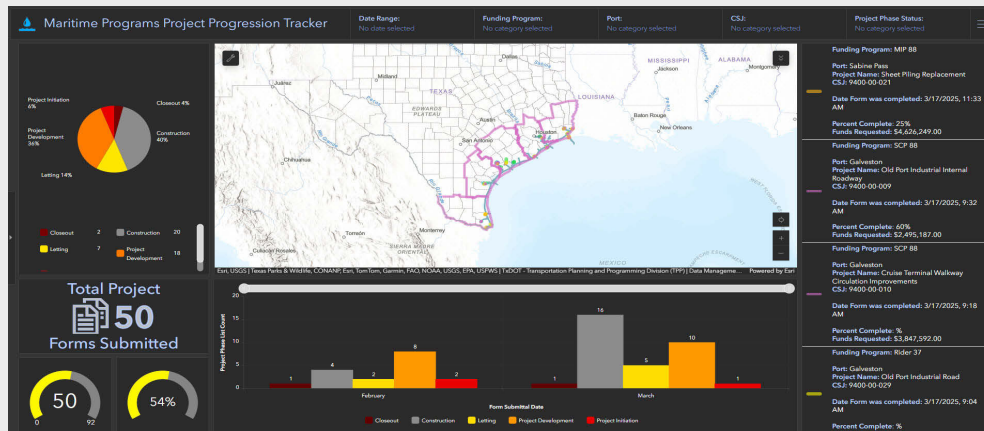 Maritime Programs Project Progression Tracker
Date Range:
No date selected
Funding Program:
No category selected
Port:
No category selected
CSJ:
No category selected
Project Phase Status:
No category selected
Project Initiation
6%
Closeout 4%
Project
Development
36%
Construction
40%
Letting 14%
Closeout 2
Construction 20
Letting 7
Project
Development 18
Dallas
Midland
Juárez
TEXAS
EDWARDS
PLATEAU
Austin
San Antonio
Houston
LOUISIANA
MISSISSIPPI
Jackson
ALABAMA
Montgomery
Baton Rouge
New Orleans
Chihuahua
Torreón
Monterrey
Culiacán Rosales
SIERRA MADRE
ORIENTAL
MEXICO
Esri, USGS | Texas Parks & Wildlife, CONANP, Esri, TomTom, Garmin, FAO, NOAA, USGS, EPA, USFWS | TxDOT - Transportation Planning and Programming Division (TPP) | Data Manageme...
Powered by Esri
Total Project
50
Forms Submitted
50
0
92
54%
Project Phase List Count
20
15
10
5
0
1
4
2
8
2
February
1
16
5
10
1
March
Form Submittal Date
Closeout
Construction
Letting
Project Development
Project Initiation
Funding Program: MIP 88
Port: Sabine Pass
Project Name: Sheet Piling Replacement
CSJ: 9400-00-021
Date Form was completed: 3/17/2025, 11:33
AM
Percent Complete: 25%
Funds Requested: $4,626,249.00
Funding Program: SCP 88
Port: Galveston
Project Name: Old Port Industrial Internal
Roadway
CSJ: 9400-00-009
Date Form was completed: 3/17/2025, 9:32
AM
Percent Complete: 60%
Funds Requested: $2,495,187.00
Funding Program: SCP 88
Port: Galveston
Project Name: Cruise Terminal Walkway
Circulation Improvements
CSJ: 9400-00-010
Date Form was completed: 3/17/2025, 9:18
AM
Percent Complete: %
Funds Requested: $3,847,592.00
Funding Program: Rider 37
Port: Galveston
Project Name: Old Port Industrial Road
CSJ: 9400-00-029
Date Form was completed: 3/17/2025, 9:04
AM
Percent Complete: %